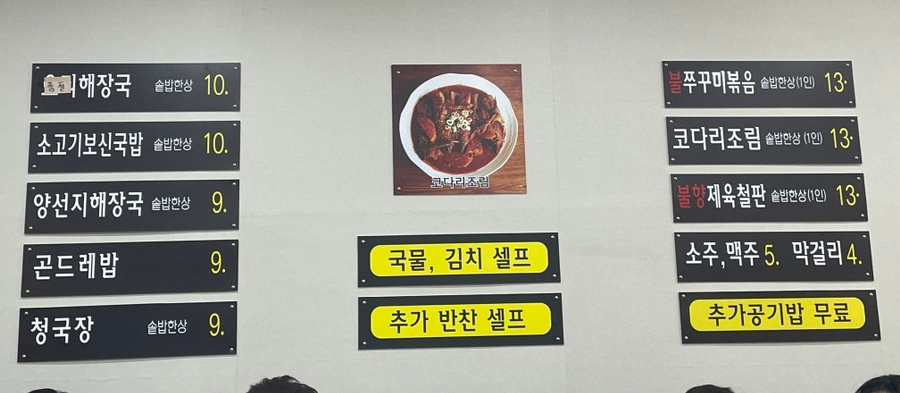 품절 해장국 솥밥한상 10.
소고기보신국밥 솥밥한상 10.
양선지해장국 솥밥한상 9.
곤드레밥 9.
청국장 솥밥한상 9.
코다리조림
국물, 김치 셀프
추가 반찬 셀프
불쭈꾸미볶음 솥밥한상(1인) 13.
코다리조림 솥밥한상 (1인) 13.
불향제육철판 솥밥한상(1인) 13.
소주,맥주 5. 막걸리 4.
추가공기밥 무료